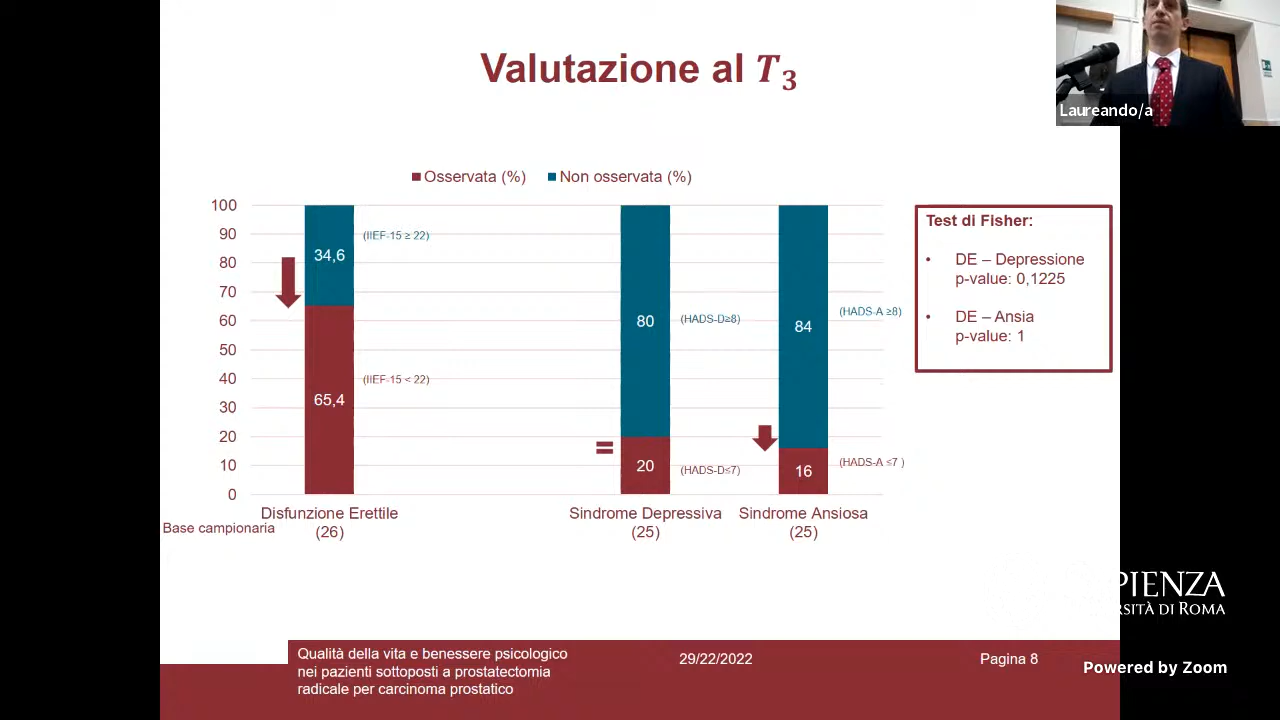 Valutazione al T3
Laureando/a
Osservata (%) Non osservata (%)
100
90
80
70
60
50
40
30
20
10
0
34,6
65,4
(IIEF-15 ≥ 22)
(IIEF-15 < 22)
80
20
(HADS-D≥8)
(HADS-D≤7)
84
16
(HADS-A ≥8)
(HADS-A ≤7 )
Disfunzione Erettile
(26)
Sindrome Depressiva
(25)
Sindrome Ansiosa
(25)
Base campionaria
Test di Fisher:
• DE – Depressione
p-value: 0,1225
• DE – Ansia
p-value: 1
PIENZA
RSITÀ DI ROMA
Qualità della vita e benessere psicologico
nei pazienti sottoposti a prostatectomia
radicale per carcinoma prostatico
29/22/2022
Pagina 8
Powered by Zoom